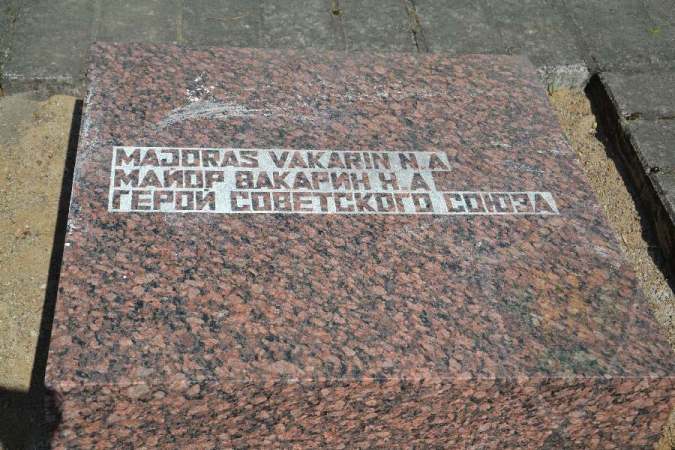 MAJORAS VAKARIN N.A
МАЙОР ВАКАРИН Н.А
ГЕРОЙ СОВЕТСКОГО СОЮЗА